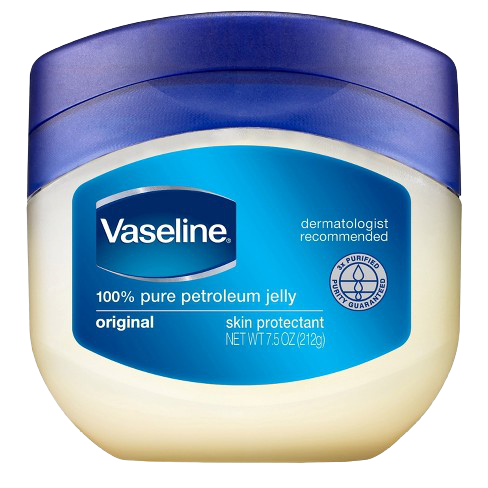 Vaseline®
dermatologist
recommended
3x PURIFIED
PURITY GUARANTEED
100% pure petroleum jelly
original
skin protectant
NET WT 7.5 OZ (212g)